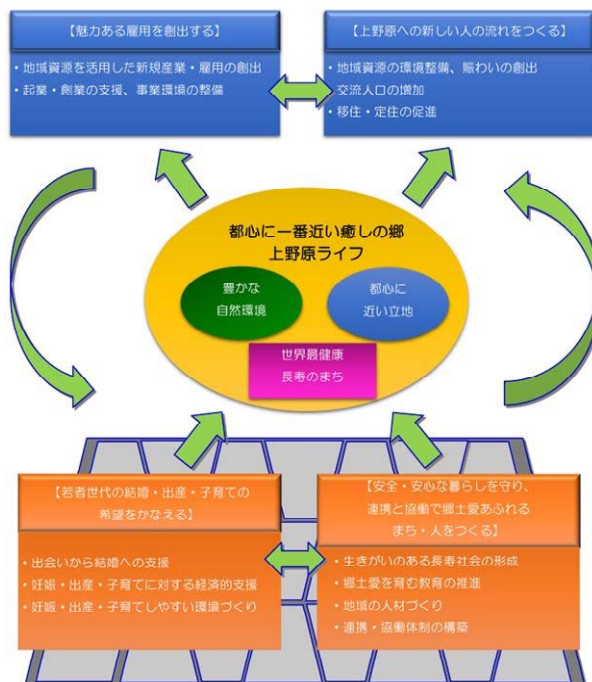 【魅力ある雇用を創出する】
・地域資源を活用した新規産業・雇用の創出
・起業・創業の支援、事業環境の整備
【上野原への新しい人の流れをつくる】
・地域資源の環境整備、賑わいの創出
交流人口の増加
・移住・定住の促進
都心に一番近い癒しの郷
上野原ライフ
豊かな
自然環境
都心に
近い立地
世界最健康
長寿のまち
【若者世代の結婚・出産・子育ての
希望をかなえる】
・出会いから結婚への支援
・妊娠・出産・子育てに対する経済的支援
・妊娠・出産・子育てしやすい環境づくり
【安全・安心な暮らしを守り、
連携と協働で郷土愛あふれる
まち・人をつくる】
・生きがいのある長寿社会の形成
・郷土愛を育む教育の推進
・地域の人材づくり
・連携・協働体制の構築